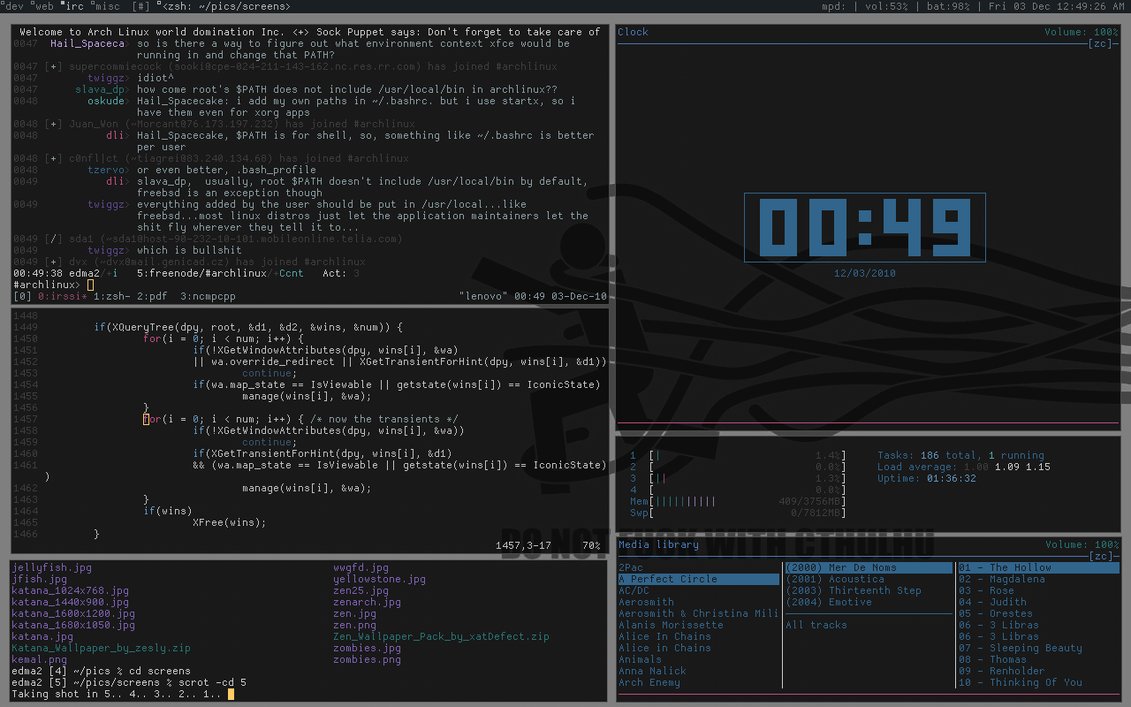 "dev "web "irc "misc [#] "<zsh: ~/pics/screens>
mpd: | vol:53% | bat:98% | Fri 03 Dec 12:49:26 AM
Welcome to Arch Linux world domination Inc. <+> Sock Puppet says: Don't forget to take care of
0047 Hail_Spaceca> so is there a way to figure out what environment context xfce would be
running in and change that PATH?
0047 [+] supercommiecock (sooki@cpe-024-211-143-162.nc.res.rr.com) has joined #archlinux
0047 twiggz> idiot^
0047 slava_dp> how come root's $PATH does not include /usr/local/bin in archlinux??
0048 oskude> Hail_Spacecake: i add my own paths in ~/.bashrc. but i use startx, so i
have them even for xorg apps
0048 [+] Juan_Won (~Morcant@76.173.197.232) has joined #archlinux
0048 dli> Hail_Spacecake, $PATH is for shell, so, something like ~/.bashrc is better
per user
0048 [+] c0nfl|ct (~tiagrei@83.240.134.68) has joined #archlinux
0048 tzervo> or even better, .bash_profile
0049 dli> slava_dp, usually, root $PATH doesn't include /usr/local/bin by default,
freebsd is an exception though
0049 twiggz> everything added by the user should be put in /usr/local...like
freebsd...most linux distros just let the application maintainers let the
shit fly wherever they tell it to...
0049 [/] sda1 (~sda1@host-90-232-10-101.mobileonline.telia.com)
0049 twiggz> which is bullshit
0049 [+] dvx (~dvx@mail.genicad.cz) has joined #archlinux
00:49:38 edma2/+i 5:freenode/#archlinux/+Ccnt Act: 3
#archlinux>
[0] 0:irssi* 1:zsh- 2:pdf 3:ncmpcpp "lenovo" 00:49 03-Dec-10
1448
1449 if(XQueryTree(dpy, root, &d1, &d2, &wins, &num)) {
1450 for(i = 0; i < num; i++) {
1451 if(!XGetWindowAttributes(dpy, wins[i], &wa)
1452 || wa.override_redirect || XGetTransientForHint(dpy, wins[i], &d1))
1453 continue;
1454 if(wa.map_state == IsViewable || getstate(wins[i]) == IconicState)
1455 manage(wins[i], &wa);
1456 }
1457 for(i = 0; i < num; i++) { /* now the transients */
1458 if(!XGetWindowAttributes(dpy, wins[i], &wa))
1459 continue;
1460 if(XGetTransientForHint(dpy, wins[i], &d1)
1461 && (wa.map_state == IsViewable || getstate(wins[i]) == IconicState)
)
1462 manage(wins[i], &wa);
1463 }
1464 if(wins)
1465 XFree(wins);
1466 }
1457,3-17 70%
jellyfish.jpg wwgfd.jpg
jfish.jpg yellowstone.jpg
katana_1024x768.jpg zen25.jpg
katana_1440x900.jpg zenarch.jpg
katana_1600x1200.jpg zen.jpg
katana_1680x1050.jpg zen.png
katana.jpg Zen_Wallpaper_Pack_by_xatDefect.zip
Katana_Wallpaper_by_zesly.zip zombies.jpg
kemal.png zombies.png
edma2 [4] ~/pics % cd screens
edma2 [5] ~/pics/screens % scrot -cd 5
Taking shot in 5.. 4.. 3.. 2.. 1..
Clock Volume: 100%
[zc]
00:49
12/03/2010
1 [| 1.4%] Tasks: 186 total, 1 running
2 [ 0.0%] Load average: 1.00 1.09 1.15
3 [|| 1.3%] Uptime: 01:36:32
4 [ 0.0%]
Mem[||||||||||| 409/3756MB]
Swp[ 0/7812MB]
DO NOT FUCK WITH CTHULHU
Media library Volume: 100%
[zc]
2Pac (2000) Mer De Noms 01 - The Hollow
A Perfect Circle (2001) Acoustica 02 - Magdalena
AC/DC (2003) Thirteenth Step 03 - Rose
Aerosmith (2004) Emotive 04 - Judith
Aerosmith & Christina Mili 05 - Orestes
Alanis Morissette All tracks 06 - 3 Libras
Alice In Chains 06 - 3 Libras
Alice in Chains 07 - Sleeping Beauty
Animals 08 - Thomas
Anna Nalick 09 - Renholder
Arch Enemy 10 - Thinking Of You